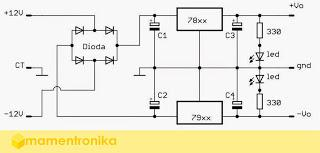 +12V
+Vo
78xx
330
Dioda
C1
C3
led
CT
gnd
led
C2
C4
330
-12V
79xx
-Vo
mamentronika